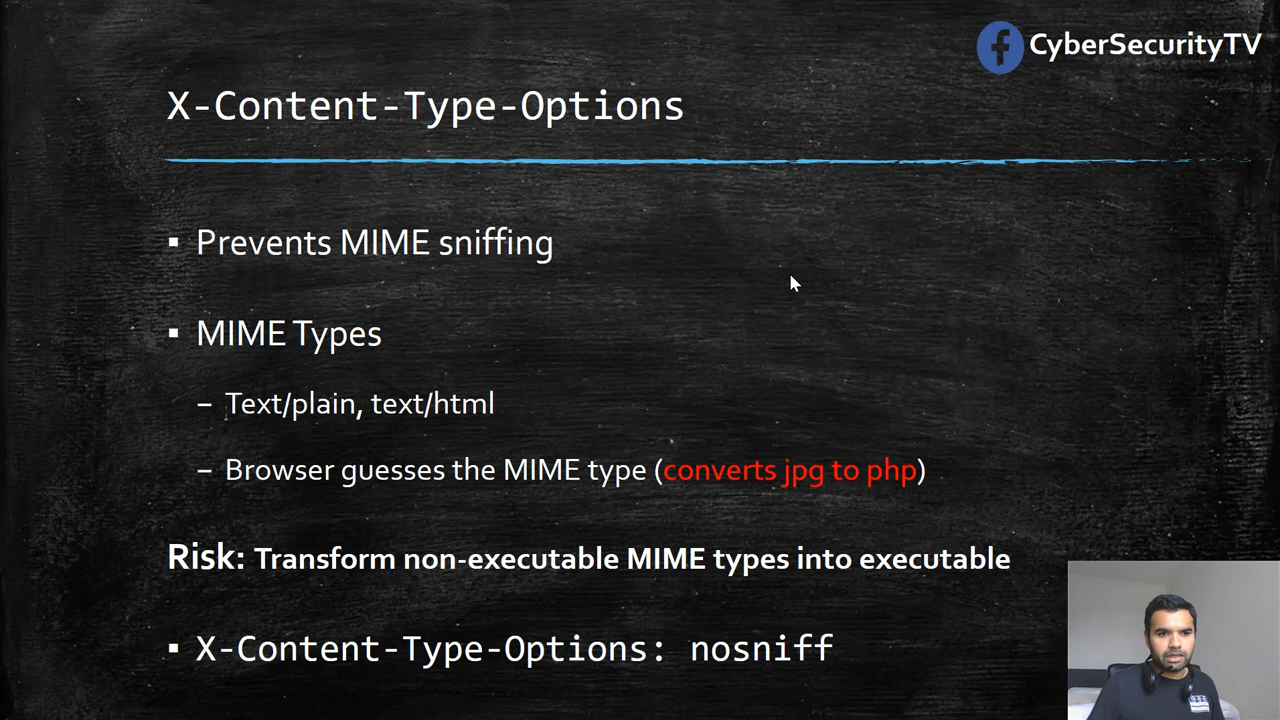 CyberSecurityTV
X-Content-Type-Options
▪ Prevents MIME sniffing
▪ MIME Types
– Text/plain, text/html
– Browser guesses the MIME type (converts jpg to php)
Risk: Transform non-executable MIME types into executable
▪ X-Content-Type-Options: nosniff